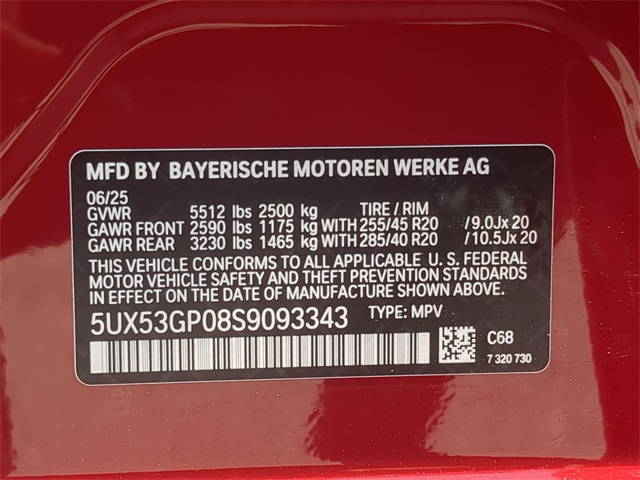 MFD BY BAYERISCHE MOTOREN WERKE AG
06/25
GVWR 5512 lbs 2500 kg TIRE / RIM
GAWR FRONT 2590 lbs 1175 kg WITH 255/45 R20 /9.0Jx 20
GAWR REAR 3230 lbs 1465 kg WITH 285/40 R20 /10.5Jx 20
THIS VEHICLE CONFORMS TO ALL APPLICABLE U. S. FEDERAL
MOTOR VEHICLE SAFETY AND THEFT PREVENTION STANDARDS
IN EFFECT ON THE DATE OF MANUFACTURE SHOWN ABOVE.
5UX53GP08S9093343 TYPE: MPV
C68
7 320 730